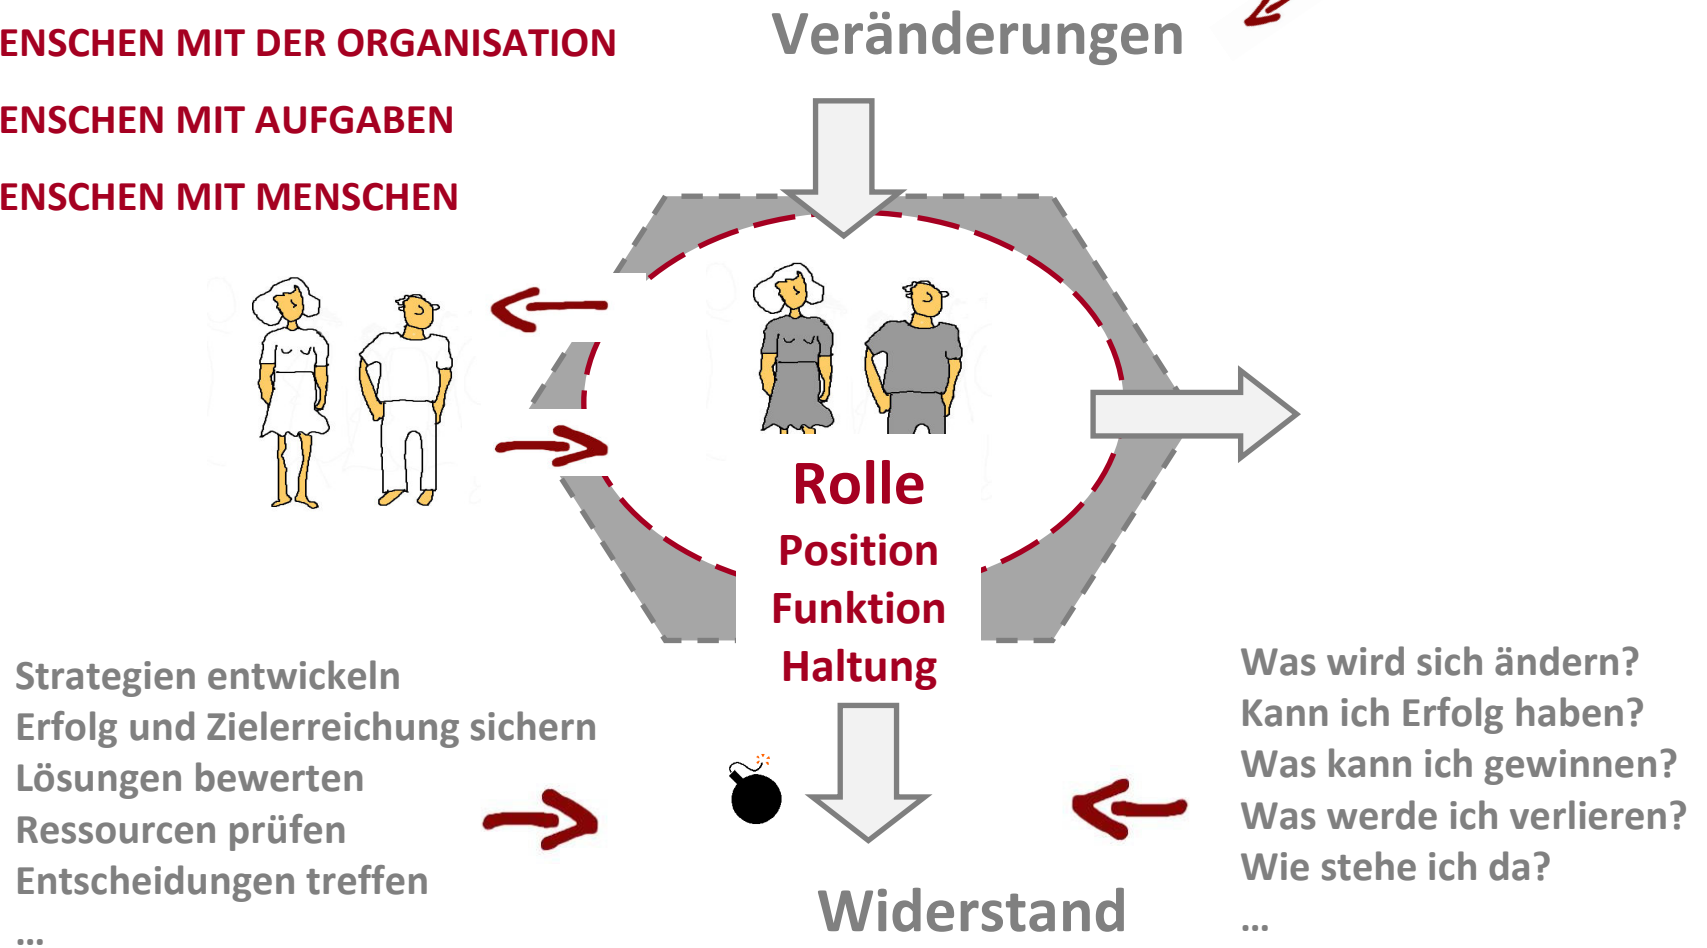 ENSCHEN MIT DER ORGANISATION
ENSCHEN MIT AUFGABEN
ENSCHEN MIT MENSCHEN
Veränderungen
Rolle
Position
Funktion
Haltung
Strategien entwickeln
Erfolg und Zielerreichung sichern
Lösungen bewerten
Ressourcen prüfen
Entscheidungen treffen
...
Was wird sich ändern?
Kann ich Erfolg haben?
Was kann ich gewinnen?
Was werde ich verlieren?
Wie stehe ich da?
...
Widerstand